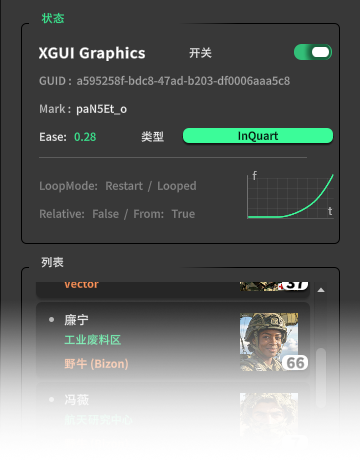 状态
XGUI Graphics 开关
GUID : a595258f-bdc8-47ad-b203-df0006aaa5c8
Mark : paN5Et_o
Ease: 0.28 类型 InQuart
LoopMode: Restart / Looped
Relative: False / From: True
f
t
列表
Vector
廉宁
工业废料区
野牛 (Bizon)
66
冯薇